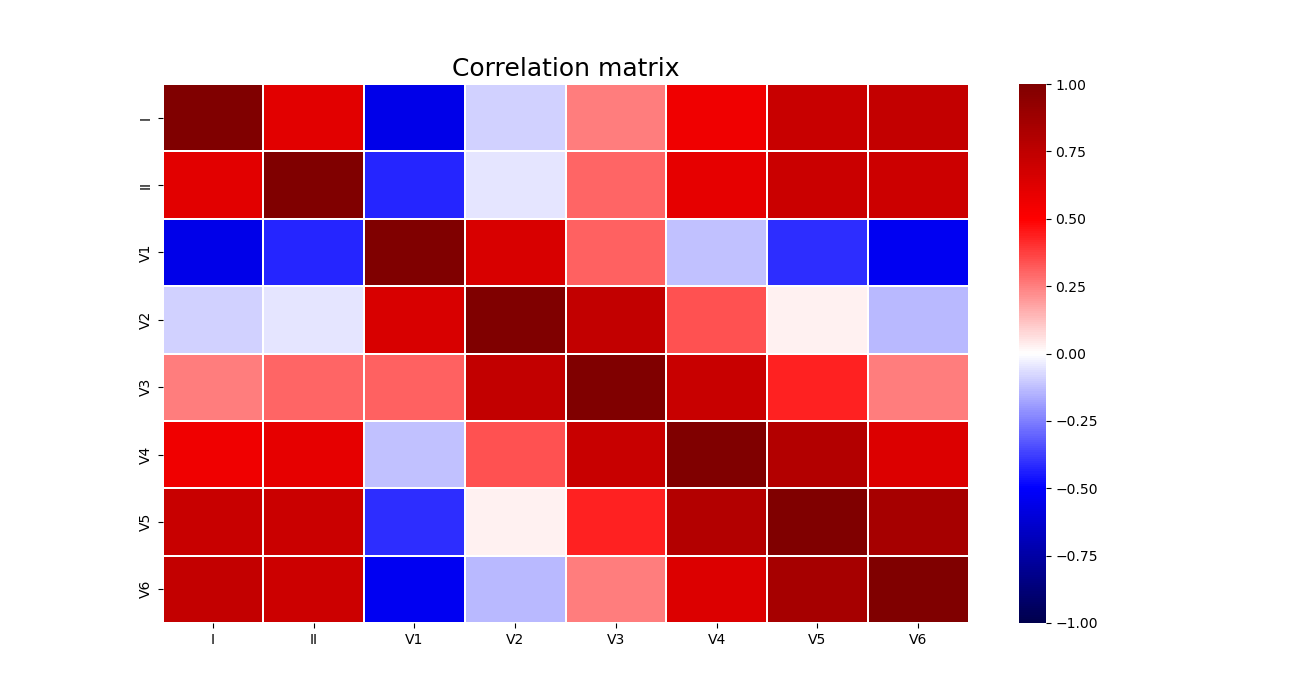 Correlation matrix
I
II
V1
V2
V3
V4
V5
V6
I II V1 V2 V3 V4 V5 V6
1.00
0.75
0.50
0.25
0.00
−0.25
−0.50
−0.75
−1.00